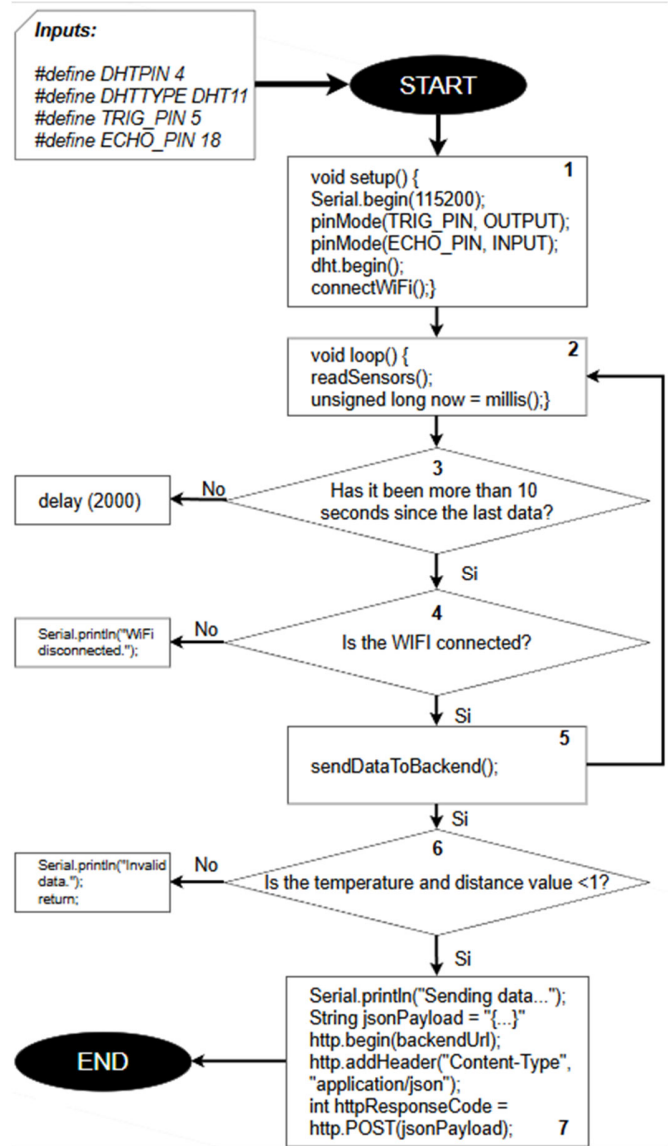 Inputs:
#define DHTPIN 4
#define DHTTYPE DHT11
#define TRIG_PIN 5
#define ECHO_PIN 18
START
1
void setup() {
Serial.begin(115200);
pinMode(TRIG_PIN, OUTPUT);
pinMode(ECHO_PIN, INPUT);
dht.begin();
connectWiFi();}
2
void loop() {
readSensors();
unsigned long now = millis();}
3
Has it been more than 10
seconds since the last data?
No
delay (2000)
Si
4
Is the WIFI connected?
No
Serial.println("WiFi
disconnected.");
Si
5
sendDataToBackend();
Si
6
Is the temperature and distance value <1?
No
Serial.println("Invalid
data.");
return;
Si
Serial.println("Sending data...");
String jsonPayload = "{...}"
http.begin(backendUrl);
http.addHeader("Content-Type",
"application/json");
int httpResponseCode =
http.POST(jsonPayload);
7
END